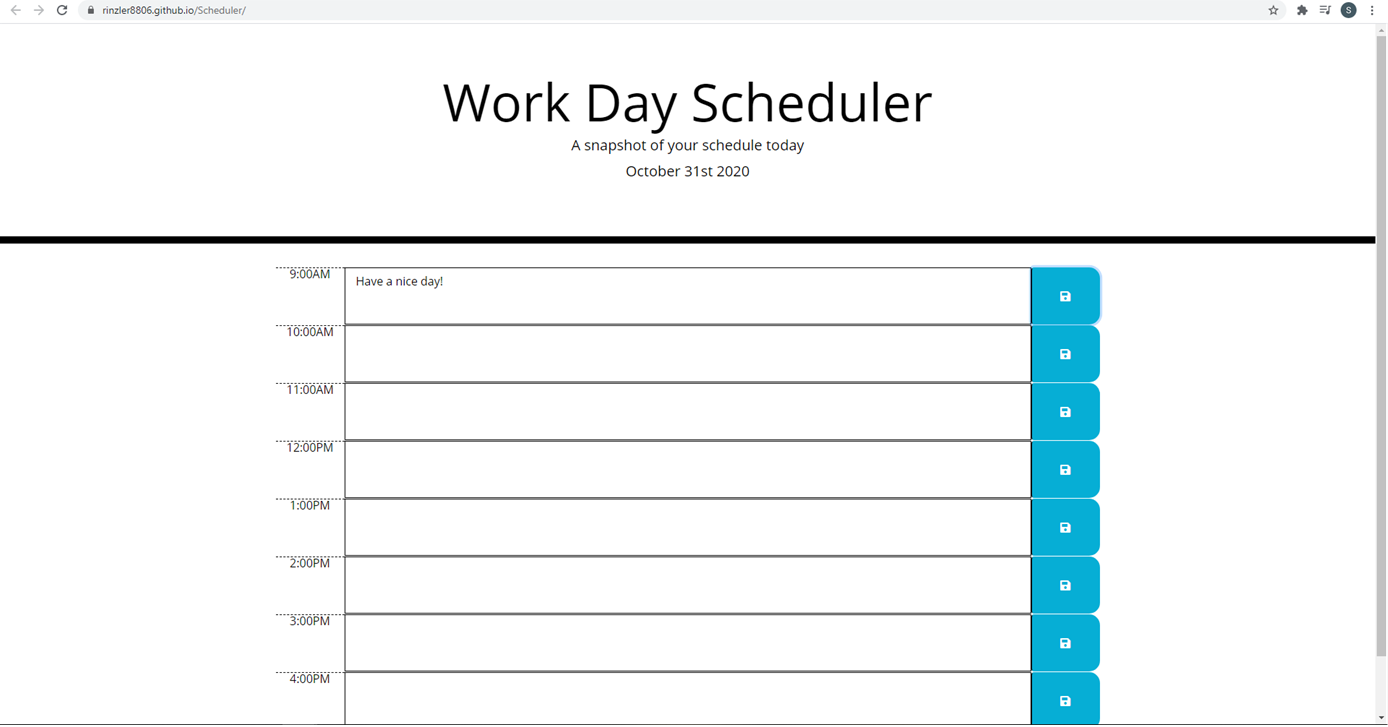 rinzler8806.github.io/Scheduler/
S
Work Day Scheduler
A snapshot of your schedule today
October 31st 2020
9:00AM Have a nice day!
10:00AM
11:00AM
12:00PM
1:00PM
2:00PM
3:00PM
4:00PM